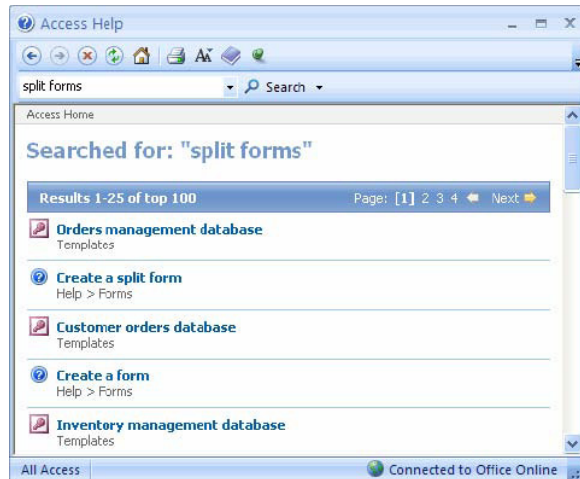 Access Help
split forms
Search
Access Home
Searched for: "split forms"
Results 1-25 of top 100 Page: [1] 2 3 4 Next
Orders management database
Templates
Create a split form
Help > Forms
Customer orders database
Templates
Create a form
Help > Forms
Inventory management database
Templates
All Access Connected to Office Online